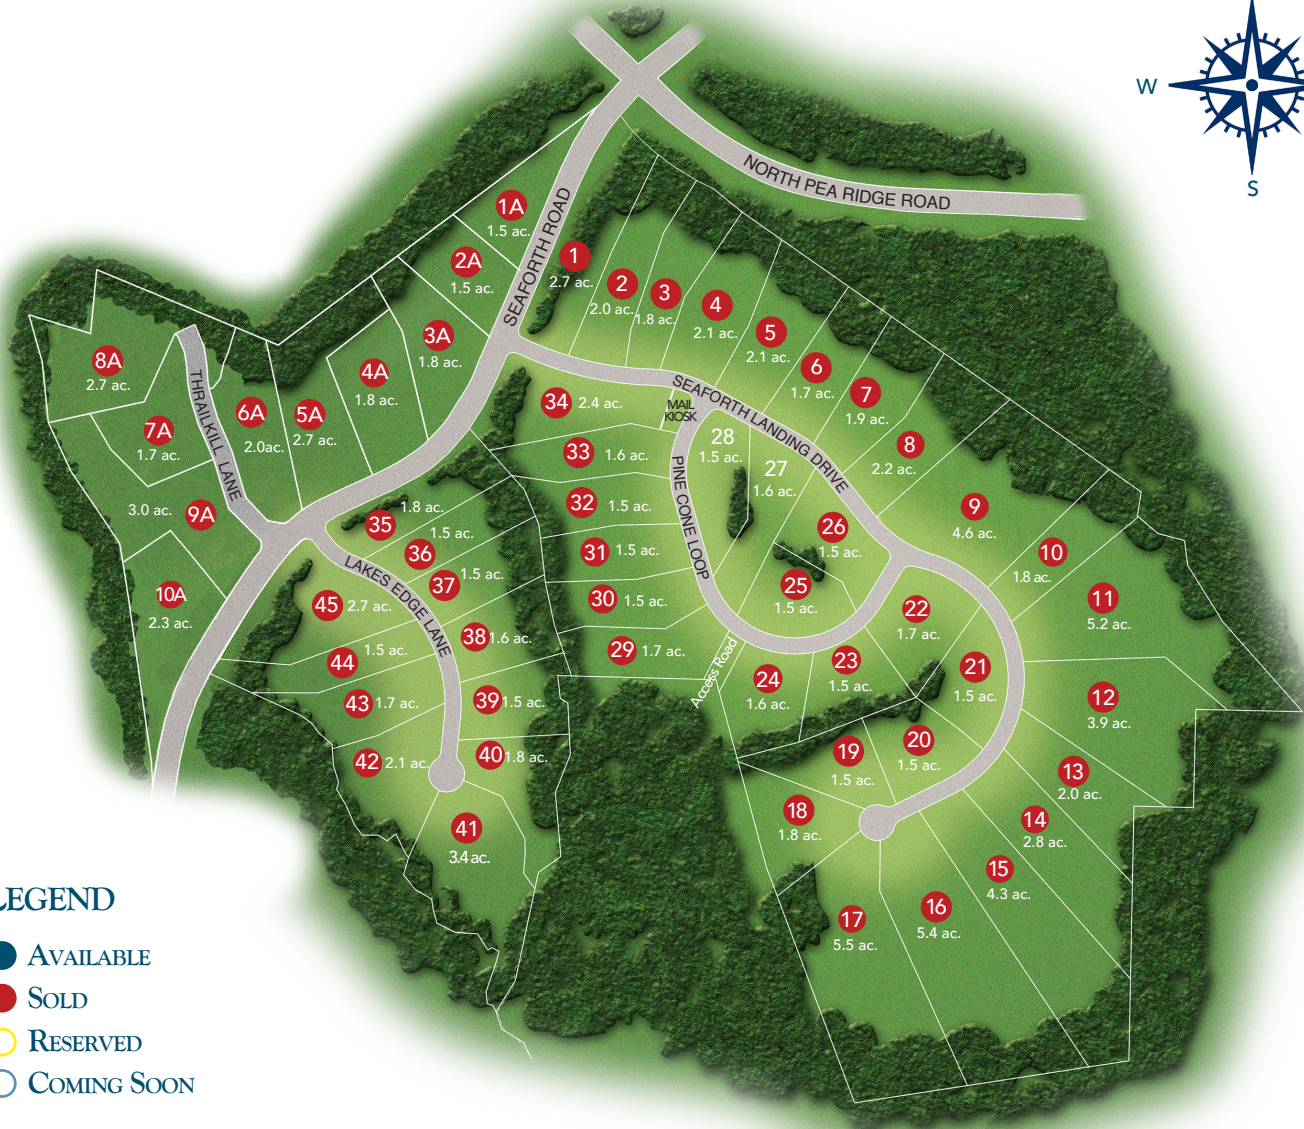 W
S
NORTH PEA RIDGE ROAD
SEAFORTH ROAD
1A
1.5 ac.
2A
1.5 ac.
3A
1.8 ac.
4A
1.8 ac.
5A
2.7 ac.
6A
2.0ac.
7A
1.7 ac.
8A
2.7 ac.
THRAILKILL LANE
9A
3.0 ac.
10A
2.3 ac.
1
2.7 ac.
2
2.0 ac.
3
1.8 ac.
4
2.1 ac.
5
2.1 ac.
6
1.7 ac.
7
1.9 ac.
8
2.2 ac.
9
4.6 ac.
10
1.8 ac.
11
5.2 ac.
12
3.9 ac.
13
2.0 ac.
14
2.8 ac.
15
4.3 ac.
16
5.4 ac.
17
5.5 ac.
18
1.8 ac.
19
1.5 ac.
20
1.5 ac.
21
1.5 ac.
22
1.7 ac.
23
1.5 ac.
24
1.6 ac.
25
1.5 ac.
26
1.5 ac.
27
1.6 ac.
28
1.5 ac.
SEAFORTH LANDING DRIVE
MAIL
KIOSK
PINE CONE LOOP
Access Road
29 1.7 ac.
30 1.5 ac.
31 1.5 ac.
32 1.5 ac.
33 1.6 ac.
34 2.4 ac.
35
1.8 ac.
36
1.5 ac.
37
1.5 ac.
38 1.6 ac.
39 1.5 ac.
40 1.8 ac.
41
3.4 ac.
42 2.1 ac.
43 1.7 ac.
44
1.5 ac.
45 2.7 ac.
LAKES EDGE LANE
LEGEND
AVAILABLE
SOLD
RESERVED
COMING SOON